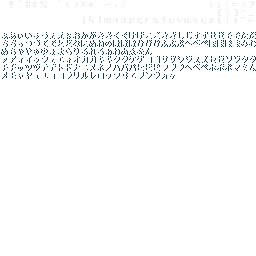 jklmnopqrstuvwxyz
ぁあぃいぅうぇえぉおかがきぎくぐけげこごさざしじすずせぜそぞただ
ちぢっつづてでとどなにぬねのはばぱひびぴふぶぷへべぺほぼぽまみむ
めもゃやゅゆょよらりるれろゎわゐゑをん
ァアィイゥウェエォオカガキギクグケゲコゴサザシジスズセゼソゾタダ
チヂッツヅテデトドナニヌネノハバパヒビピフブプヘベペホボポマミム
メモャヤュユョヨラリルレロヮワヰヱヲンヴヵヶ